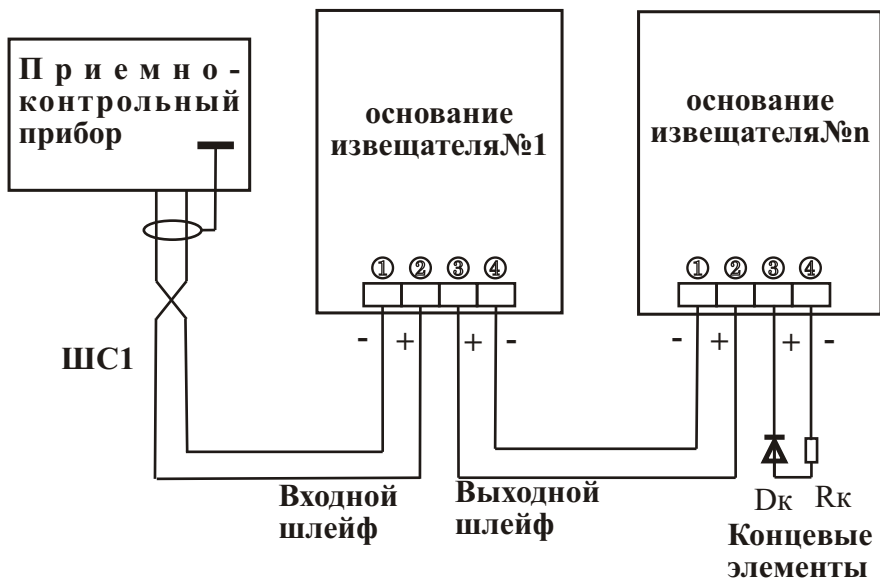 Приемно-
контрольный
прибор
основание
извещателя№1
основание
извещателя№n
① ② ③ ④
① ② ③ ④
- + + -
- + + -
ШС1
Входной
шлейф
Выходной
шлейф
Dк Rк
Концевые
элементы